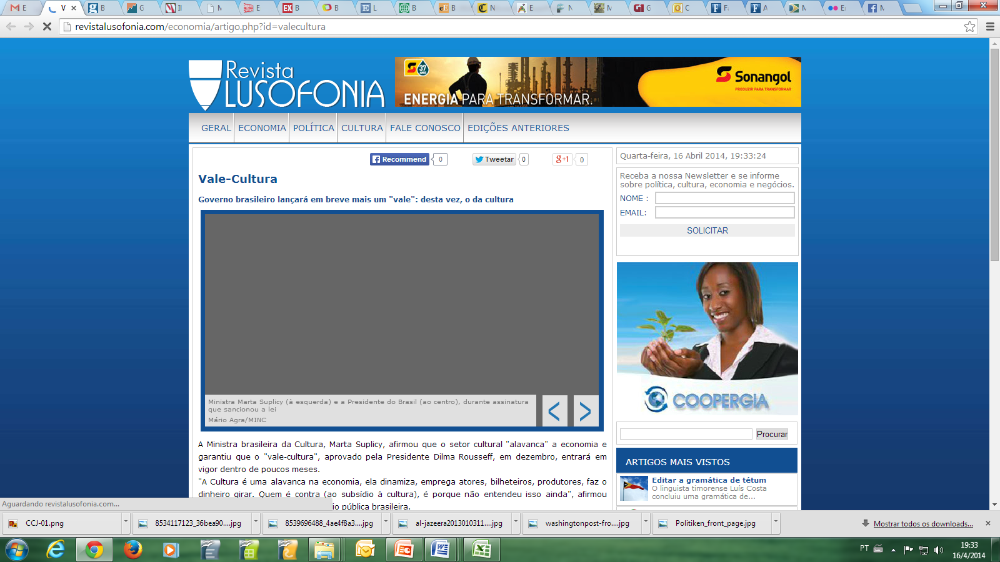 E
V
B
G
II
M
E
B
B
L
B
B
N
E
N
M
G
C
F
A
M
E
M
revistalusofonia.com/economia/artigo.php?id=valecultura
Revista
LUSOFONIA
37
ANOS
ENERGIA PARA TRANSFORMAR.
Sonangol
PRODUZIR PARA TRANSFORMAR
GERAL
ECONOMIA
POLÍTICA
CULTURA
FALE CONOSCO
EDIÇÕES ANTERIORES
Recommend
0
Tweetar
0
g+1
0
Vale-Cultura
Governo brasileiro lançará em breve mais um "vale": desta vez, o da cultura
Ministra Marta Suplicy (à esquerda) e a Presidente do Brasil (ao centro), durante assinatura
que sancionou a lei
Mário Agra/MINC
< >
A Ministra brasileira da Cultura, Marta Suplicy, afirmou que o setor cultural "alavanca" a economia e
garantiu que o "vale-cultura", aprovado pela Presidente Dilma Rousseff, em dezembro, entrará em
vigor dentro de poucos meses.
"A Cultura é uma alavanca na economia, ela dinamiza, emprega atores, bilheteiros, produtores, faz o
dinheiro girar. Quem é contra (ao subsídio à cultura), é porque não entendeu isso ainda", afirmou
io pública brasileira.
Quarta-feira, 16 Abril 2014, 19:33:24
Receba a nossa Newsletter e se informe
sobre política, cultura, economia e negócios.
NOME :
EMAIL:
SOLICITAR
COOPERGIA
Procurar
ARTIGOS MAIS VISTOS
Editar a gramática de tétum
O linguista timorense Luís Costa
concluiu uma gramática de...
Aguardando revistalusofonia.com...
CCJ-01.png
8534117123_36bea90....jpg
8539696488_4ae4f8a3....jpg
al-jazeera2013010311....jpg
washingtonpost-fro....jpg
Politiken_front_page.jpg
Mostrar todos os downloads...
PT
19:33
16/4/2014